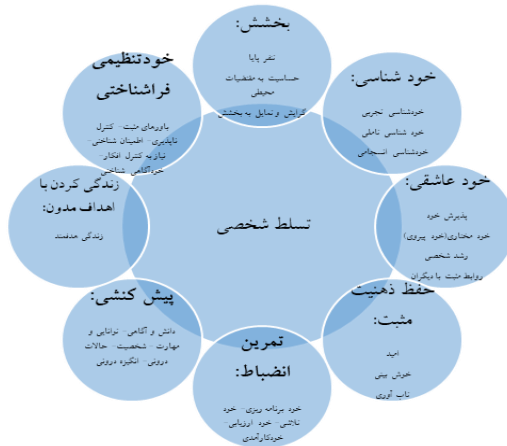 بخشش:
تنفر پایا
حساسیت به مقتضیات
محیطی
گرایش و تمایل به بخشش
خود شناسی:
خودشناسی تجربی
خود شناسی تاملی
خودشناسی انسجامی
خود عاشقی:
پذیرش خود
خود مختاری(خود پیروی)
رشد شخصی
روابط مثبت با دیگران
حفظ ذهنیت
مثبت:
امید
خوش بینی
تاب آوری
تمرین
انضباط:
خود برنامه ریزی- خود
تلاشی- خود ارزیابی-
خودکارآمدی
پیش کنشی:
دانش و آگاهی- توانایی و
مهارت- شخصیت- حالات
درونی- انگیزه درونی
زندگی کردن با
اهداف مدون:
زندگی هدفمند
خودتنظیمی
فراشناختی
باورهای مثبت- کنترل
ناپذیری- اطمینان شناختی-
نیاز به کنترل افکار-
خودآگاهی شناختی
تسلط شخصی